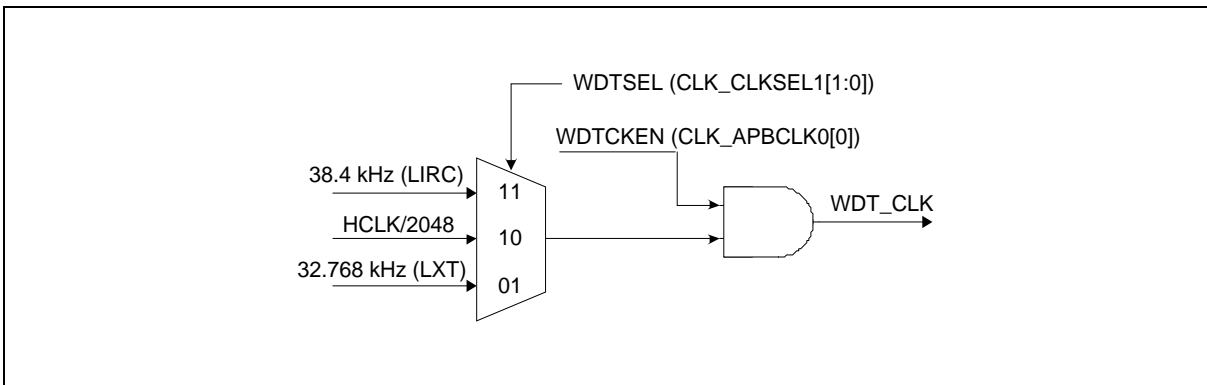 WDTSEL (CLK_CLKSEL1[1:0])
WDTCKEN (CLK_APBCLK0[0])
38.4 kHz (LIRC)
11
WDT_CLK
HCLK/2048
10
32.768 kHz (LXT)
01